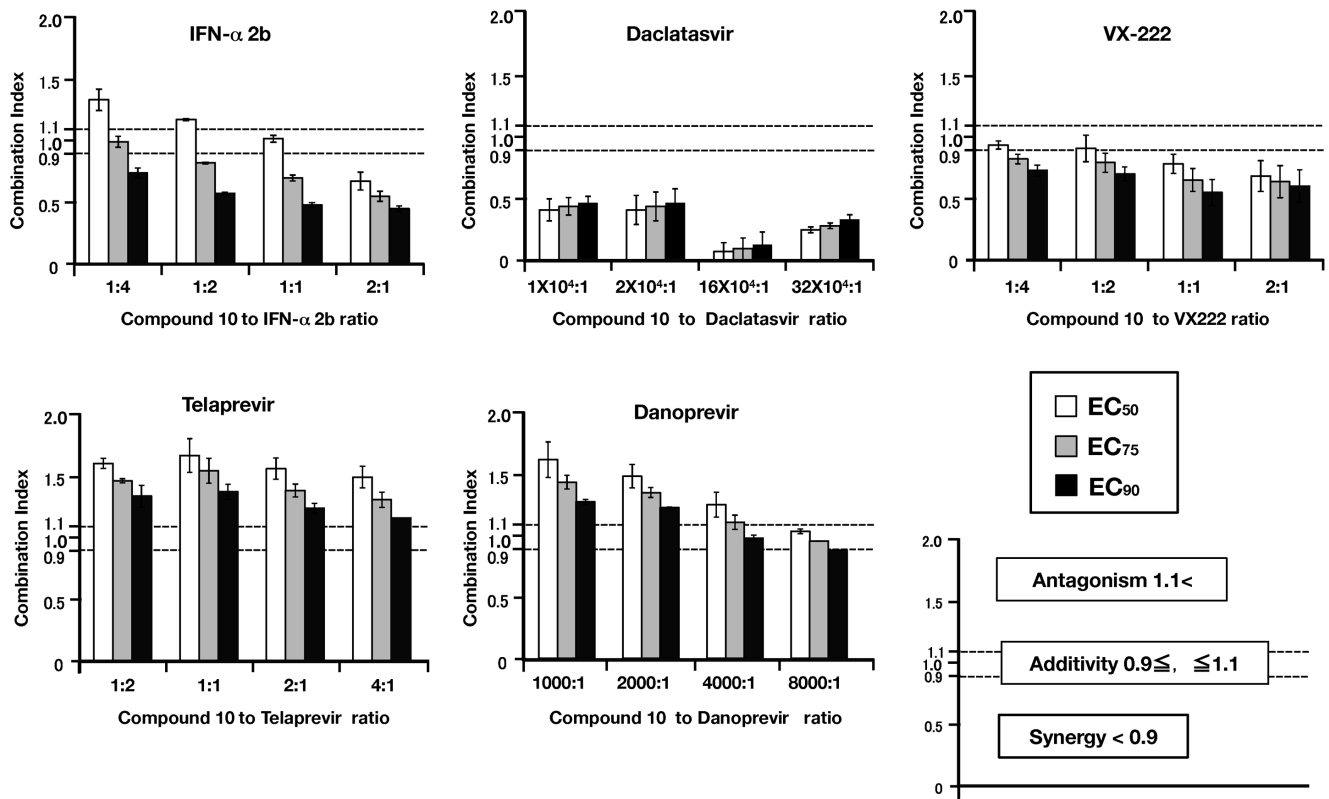 IFN-α 2b
2.0
1.5
1.1
1.0
0.9
0.5
0
Combination Index
1:4 1:2 1:1 2:1
Compound 10 to IFN-α 2b ratio
Daclatasvir
2.0
1.5
1.1
1.0
0.9
0.5
0
Combination Index
1X10⁴:1 2X10⁴:1 16X10⁴:1 32X10⁴:1
Compound 10 to Daclatasvir ratio
VX-222
2.0
1.5
1.1
1.0
0.9
0.5
0
Combination Index
1:4 1:2 1:1 2:1
Compound 10 to VX222 ratio
Telaprevir
2.0
1.5
1.1
1.0
0.9
0.5
0
Combination Index
1:2 1:1 2:1 4:1
Compound 10 to Telaprevir ratio
Danoprevir
2.0
1.5
1.1
1.0
0.9
0.5
0
Combination Index
1000:1 2000:1 4000:1 8000:1
Compound 10 to Danoprevir ratio
EC₅₀
EC₇₅
EC₉₀
2.0
1.5
1.1
1.0
0.9
0.5
0
Antagonism 1.1<
Additivity 0.9≦, ≦1.1
Synergy < 0.9